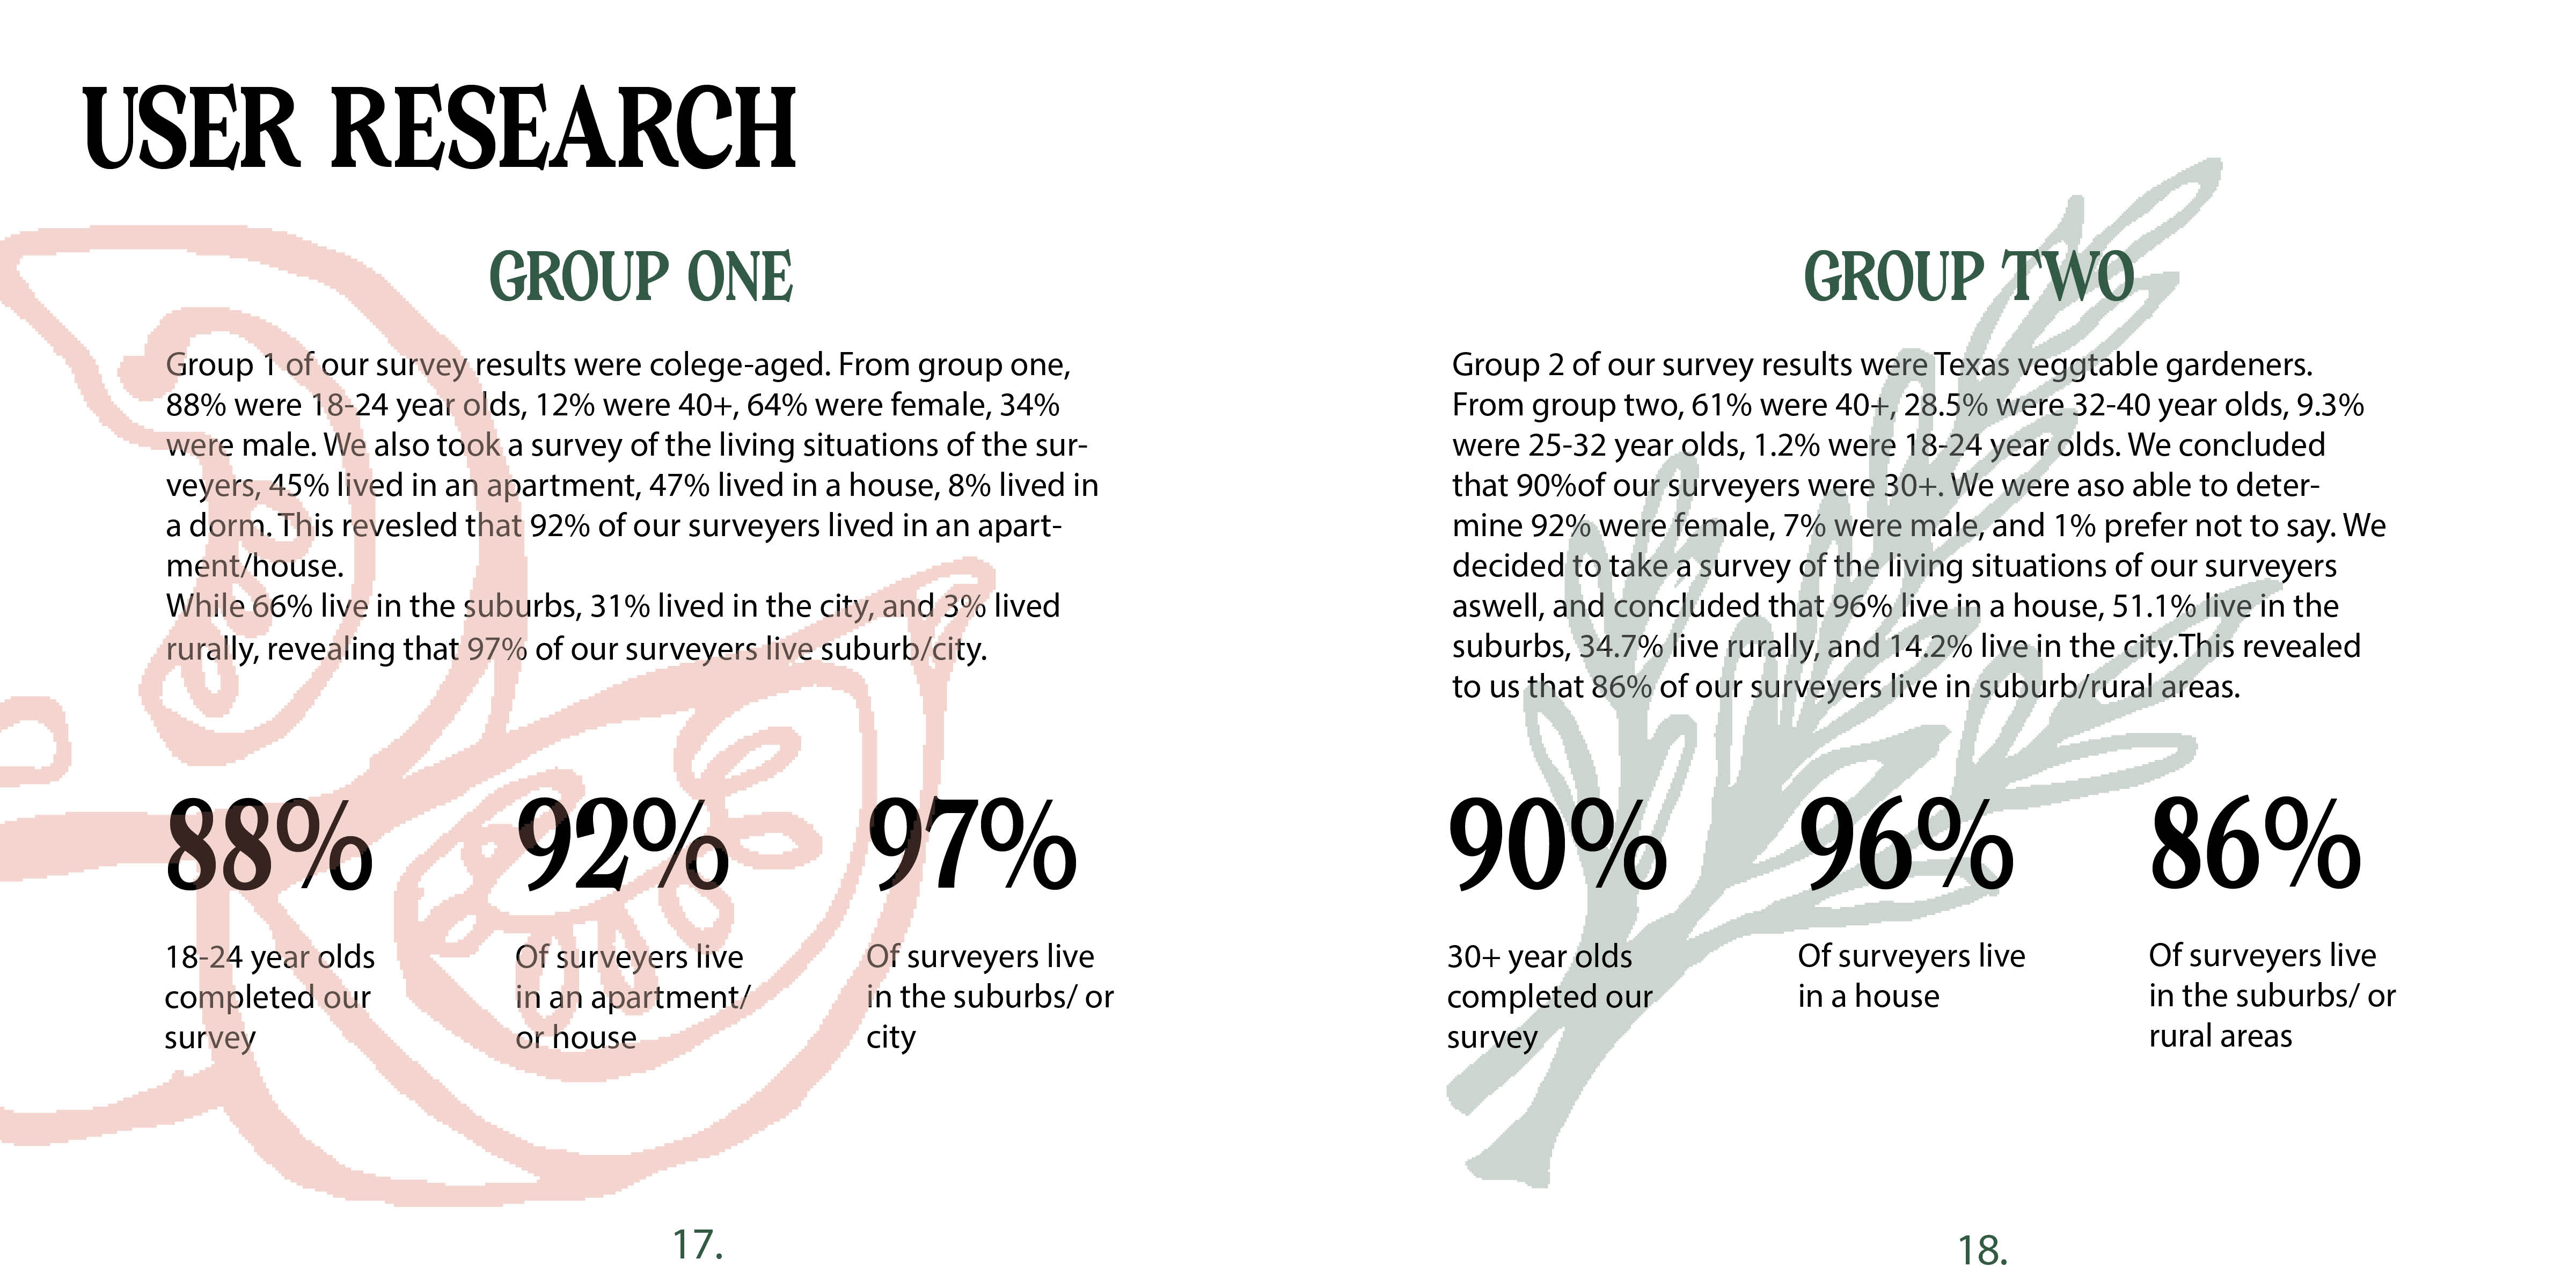 USER RESEARCH
GROUP ONE
Group 1 of our survey results were colege-aged. From group one,
88% were 18-24 year olds, 12% were 40+, 64% were female, 34%
were male. We also took a survey of the living situations of the sur-
veyers, 45% lived in an apartment, 47% lived in a house, 8% lived in
a dorm. This revesled that 92% of our surveyers lived in an apart-
ment/house.
While 66% live in the suburbs, 31% lived in the city, and 3% lived
rurally, revealing that 97% of our surveyers live suburb/city.
88%
18-24 year olds
completed our
survey
92%
Of surveyers live
in an apartment/
or house
97%
Of surveyers live
in the suburbs/ or
city
17.
GROUP TWO
Group 2 of our survey results were Texas veggtable gardeners.
From group two, 61% were 40+, 28.5% were 32-40 year olds, 9.3%
were 25-32 year olds, 1.2% were 18-24 year olds. We concluded
that 90%of our surveyers were 30+. We were aso able to deter-
mine 92% were female, 7% were male, and 1% prefer not to say. We
decided to take a survey of the living situations of our surveyers
aswell, and concluded that 96% live in a house, 51.1% live in the
suburbs, 34.7% live rurally, and 14.2% live in the city.This revealed
to us that 86% of our surveyers live in suburb/rural areas.
90%
30+ year olds
completed our
survey
96%
Of surveyers live
in a house
86%
Of surveyers live
in the suburbs/ or
rural areas
18.